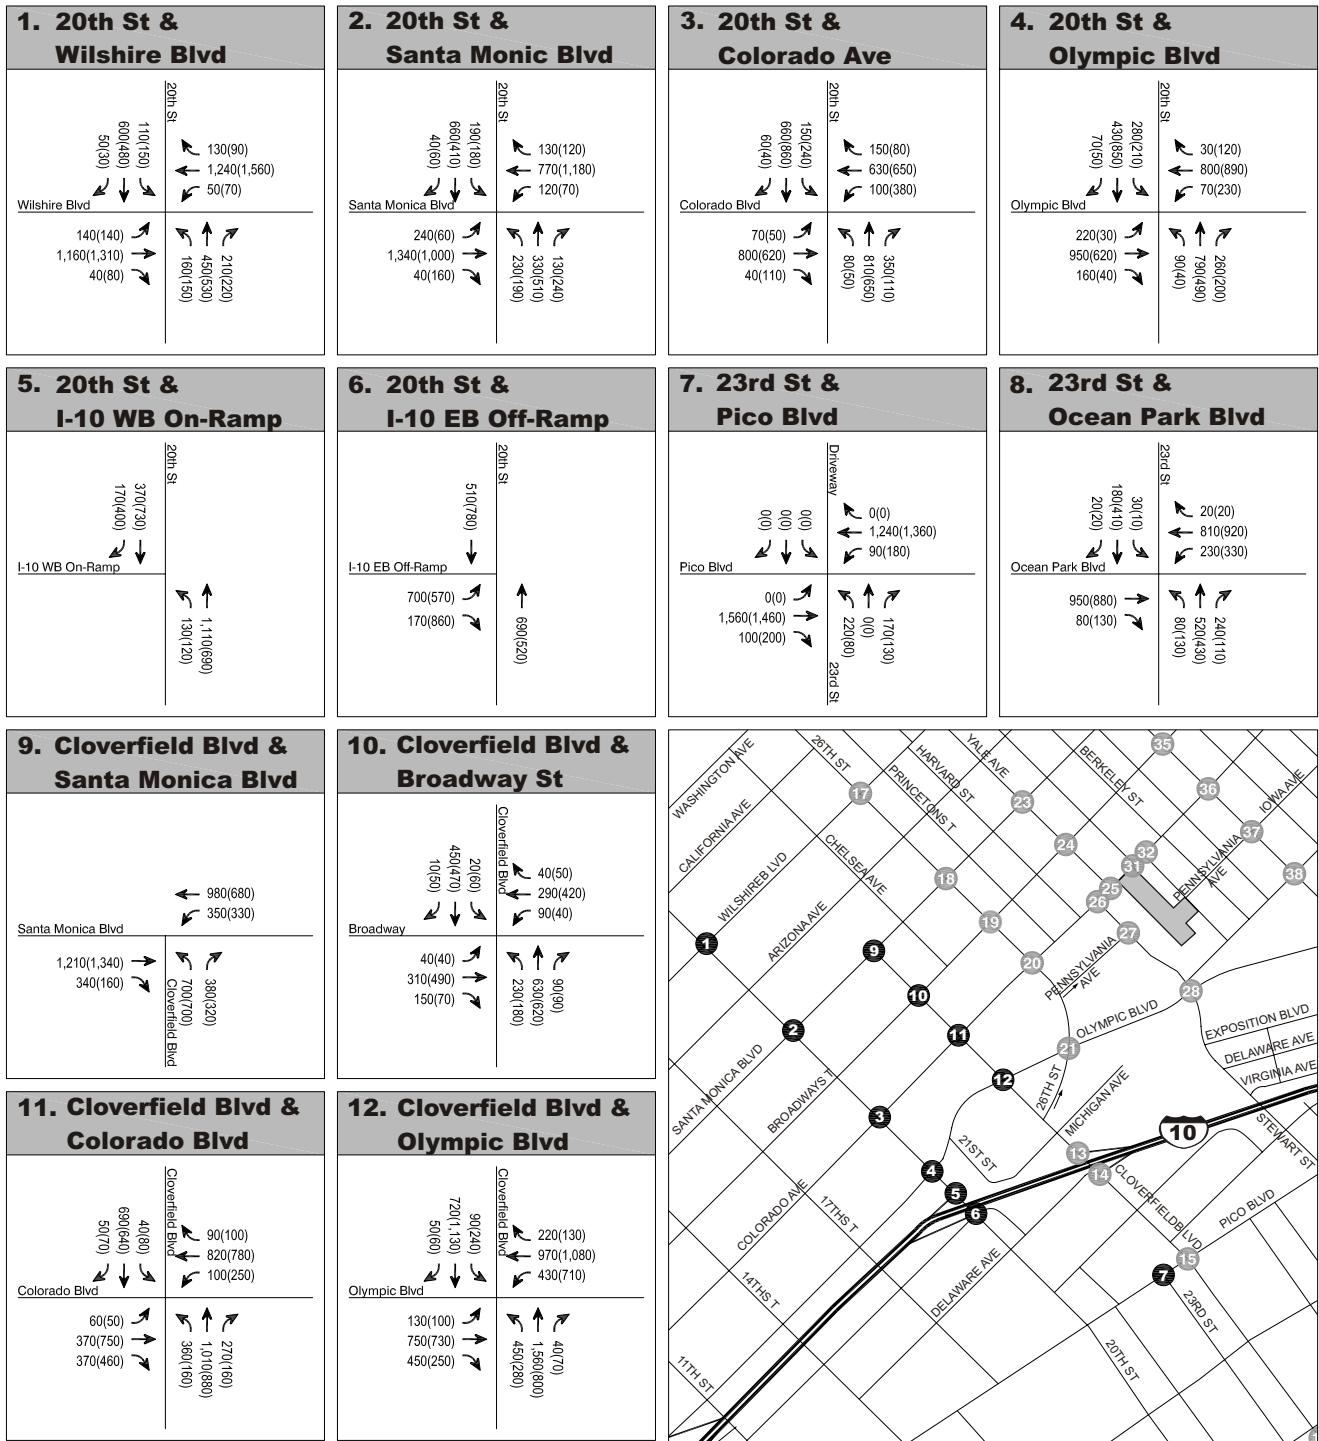 1. 20th St &
Wilshire Blvd
20th St
50(30)
600(480)
110(150)
130(90)
1,240(1,560)
50(70)
Wilshire Blvd
140(140)
1,160(1,310)
40(80)
160(150)
450(530)
210(220)
2. 20th St &
Santa Monic Blvd
20th St
40(60)
660(410)
190(180)
130(120)
770(1,180)
120(70)
Santa Monica Blvd
240(60)
1,340(1,000)
40(160)
230(190)
330(510)
130(240)
3. 20th St &
Colorado Ave
20th St
60(40)
660(860)
150(240)
150(80)
630(650)
100(380)
Colorado Blvd
70(50)
800(620)
40(110)
80(50)
810(650)
350(110)
4. 20th St &
Olympic Blvd
20th St
70(50)
430(850)
280(210)
30(120)
800(890)
70(230)
Olympic Blvd
220(30)
950(620)
160(40)
90(40)
790(490)
260(200)
5. 20th St &
I-10 WB On-Ramp
20th St
170(400)
370(730)
I-10 WB On-Ramp
130(120)
1,110(690)
6. 20th St &
I-10 EB Off-Ramp
20th St
510(780)
I-10 EB Off-Ramp
700(570)
170(860)
690(520)
7. 23rd St &
Pico Blvd
Driveway
0(0)
0(0)
0(0)
0(0)
1,240(1,360)
90(180)
Pico Blvd
0(0)
1,560(1,460)
100(200)
220(80)
0(0)
170(130)
23rd St
8. 23rd St &
Ocean Park Blvd
23rd St
20(20)
180(410)
30(10)
20(20)
810(920)
230(330)
Ocean Park Blvd
950(880)
80(130)
80(130)
520(430)
240(110)
9. Cloverfield Blvd &
Santa Monica Blvd
980(680)
350(330)
Santa Monica Blvd
1,210(1,340)
340(160)
Cloverfield Blvd
700(700)
380(320)
10. Cloverfield Blvd &
Broadway St
Cloverfield Blvd
10(50)
450(470)
20(60)
40(50)
290(420)
90(40)
Broadway
40(40)
310(490)
150(70)
230(180)
630(620)
90(90)
11. Cloverfield Blvd &
Colorado Blvd
Cloverfield Blvd
50(70)
690(640)
40(80)
90(100)
820(780)
100(250)
Colorado Blvd
60(50)
370(750)
370(460)
360(160)
1,010(880)
270(160)
12. Cloverfield Blvd &
Olympic Blvd
Cloverfield Blvd
50(60)
720(1,130)
90(240)
220(130)
970(1,080)
430(710)
Olympic Blvd
130(100)
750(730)
450(250)
450(280)
1,560(800)
40(70)
WASHINGTON AVE
26TH ST
HARVARD ST
YALE AVE
BERKELEY ST
35
36
IOWA AVE
17
PRINCETONS T
23
37
CALIFORNIA AVE
CHELSEA AVE
24
32
31
PENNSYLVANIA AVE
38
18
25
26
WILSHIREB LVD
ARIZONA AVE
19
27
1
9
20
PENNSYLVANIA AVE
28
10
2
11
OLYMPIC BLVD
EXPOSITION BLVD
21
DELAWARE AVE
12
VIRGINIA AVE
SANTA MONICA BLVD
BROADWAYS T
26TH ST
MICHIGAN AVE
3
10
STEWART ST
21ST ST
13
4
14
5
6
CLOVERFIELDB LVD
PICO BLVD
COLORADO AVE
17THS T
15
7
14THS T
DELAWARE AVE
23RD ST
20TH ST
11TH ST